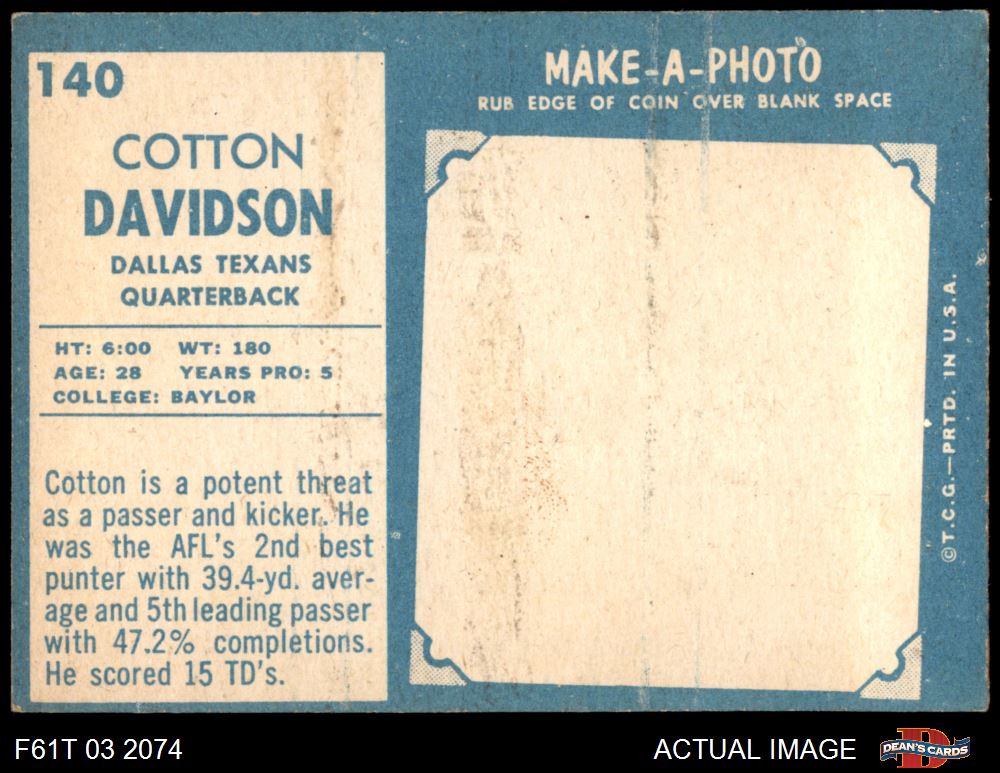 140
COTTON
DAVIDSON
DALLAS TEXANS
QUARTERBACK
HT: 6:00 WT: 180
AGE: 28 YEARS PRO: 5
COLLEGE: BAYLOR
Cotton is a potent threat
as a passer and kicker. He
was the AFL's 2nd best
punter with 39.4-yd. aver-
age and 5th leading passer
with 47.2% completions.
He scored 15 TD's.
MAKE-A-PHOTO
RUB EDGE OF COIN OVER BLANK SPACE
©T.C.G.—PRTD. IN U.S.A.
F61T 03 2074
ACTUAL IMAGE
D
DEAN'S CARDS